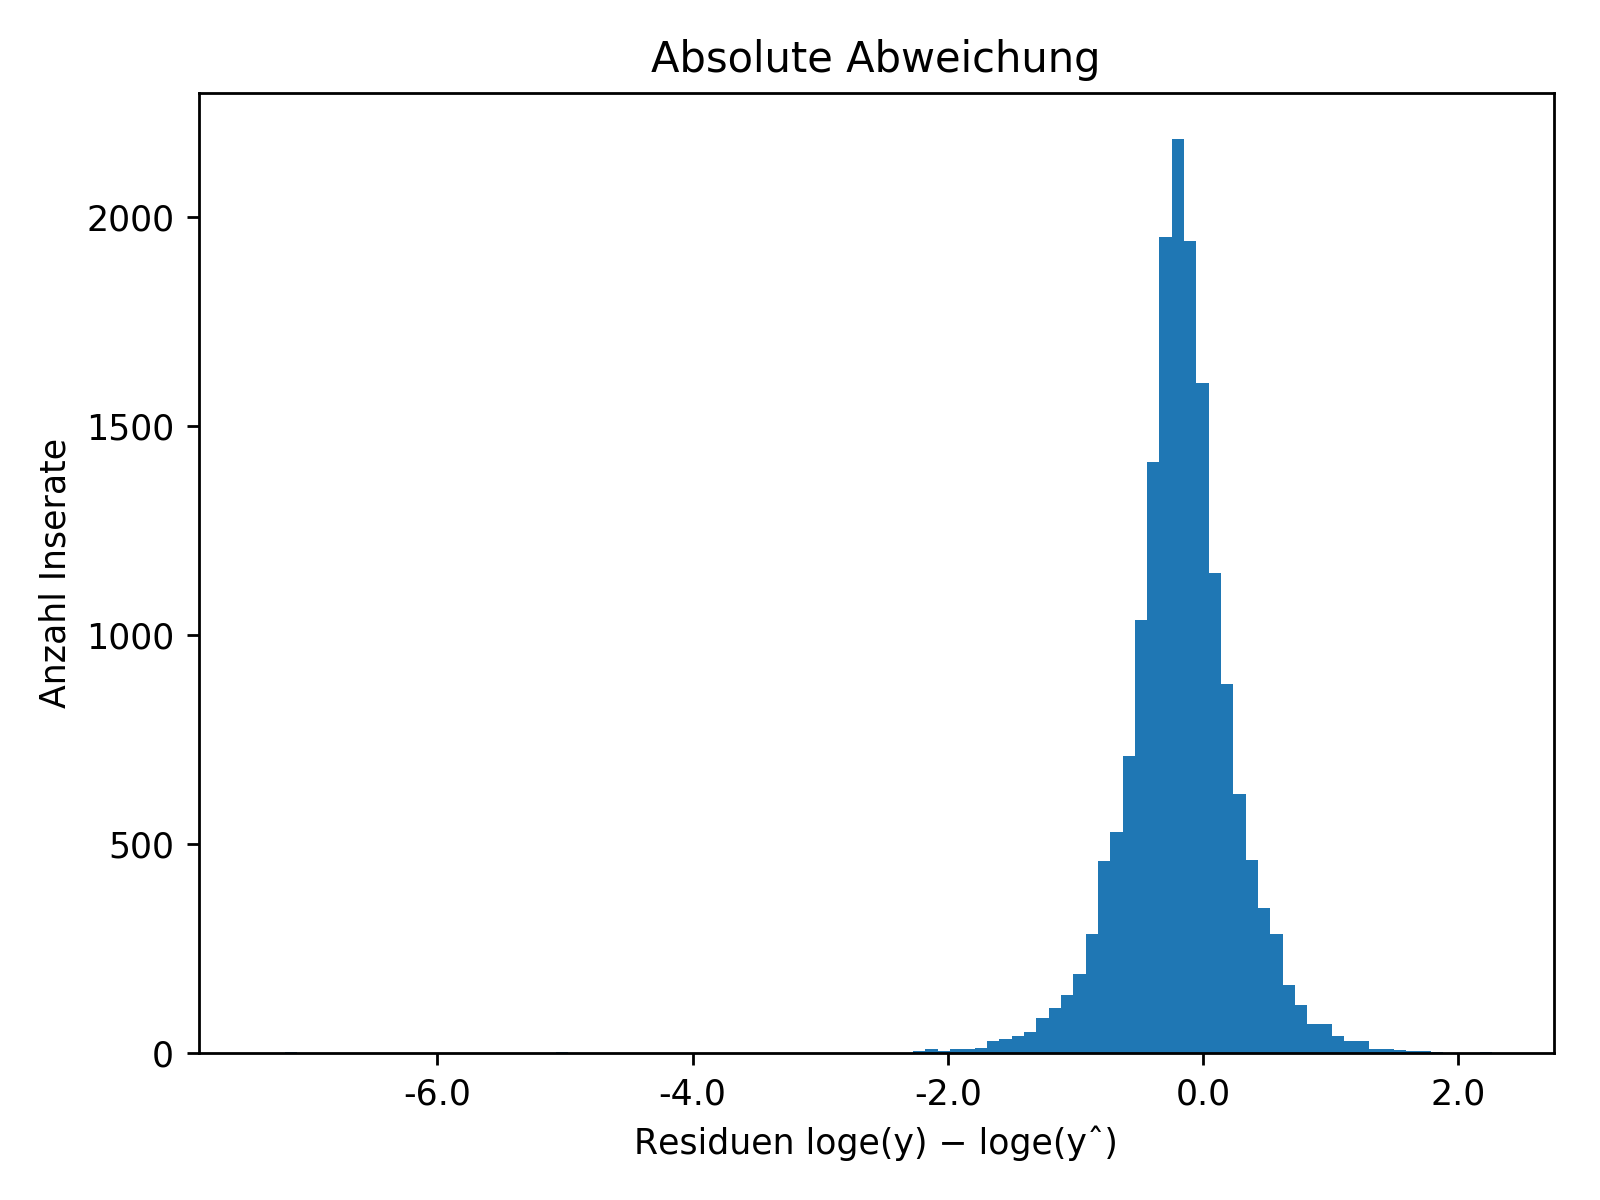 Absolute Abweichung
Anzahl Inserate
2000
1500
1000
500
0
-6.0 -4.0 -2.0 0.0 2.0
Residuen loge(y) − loge(yˆ)